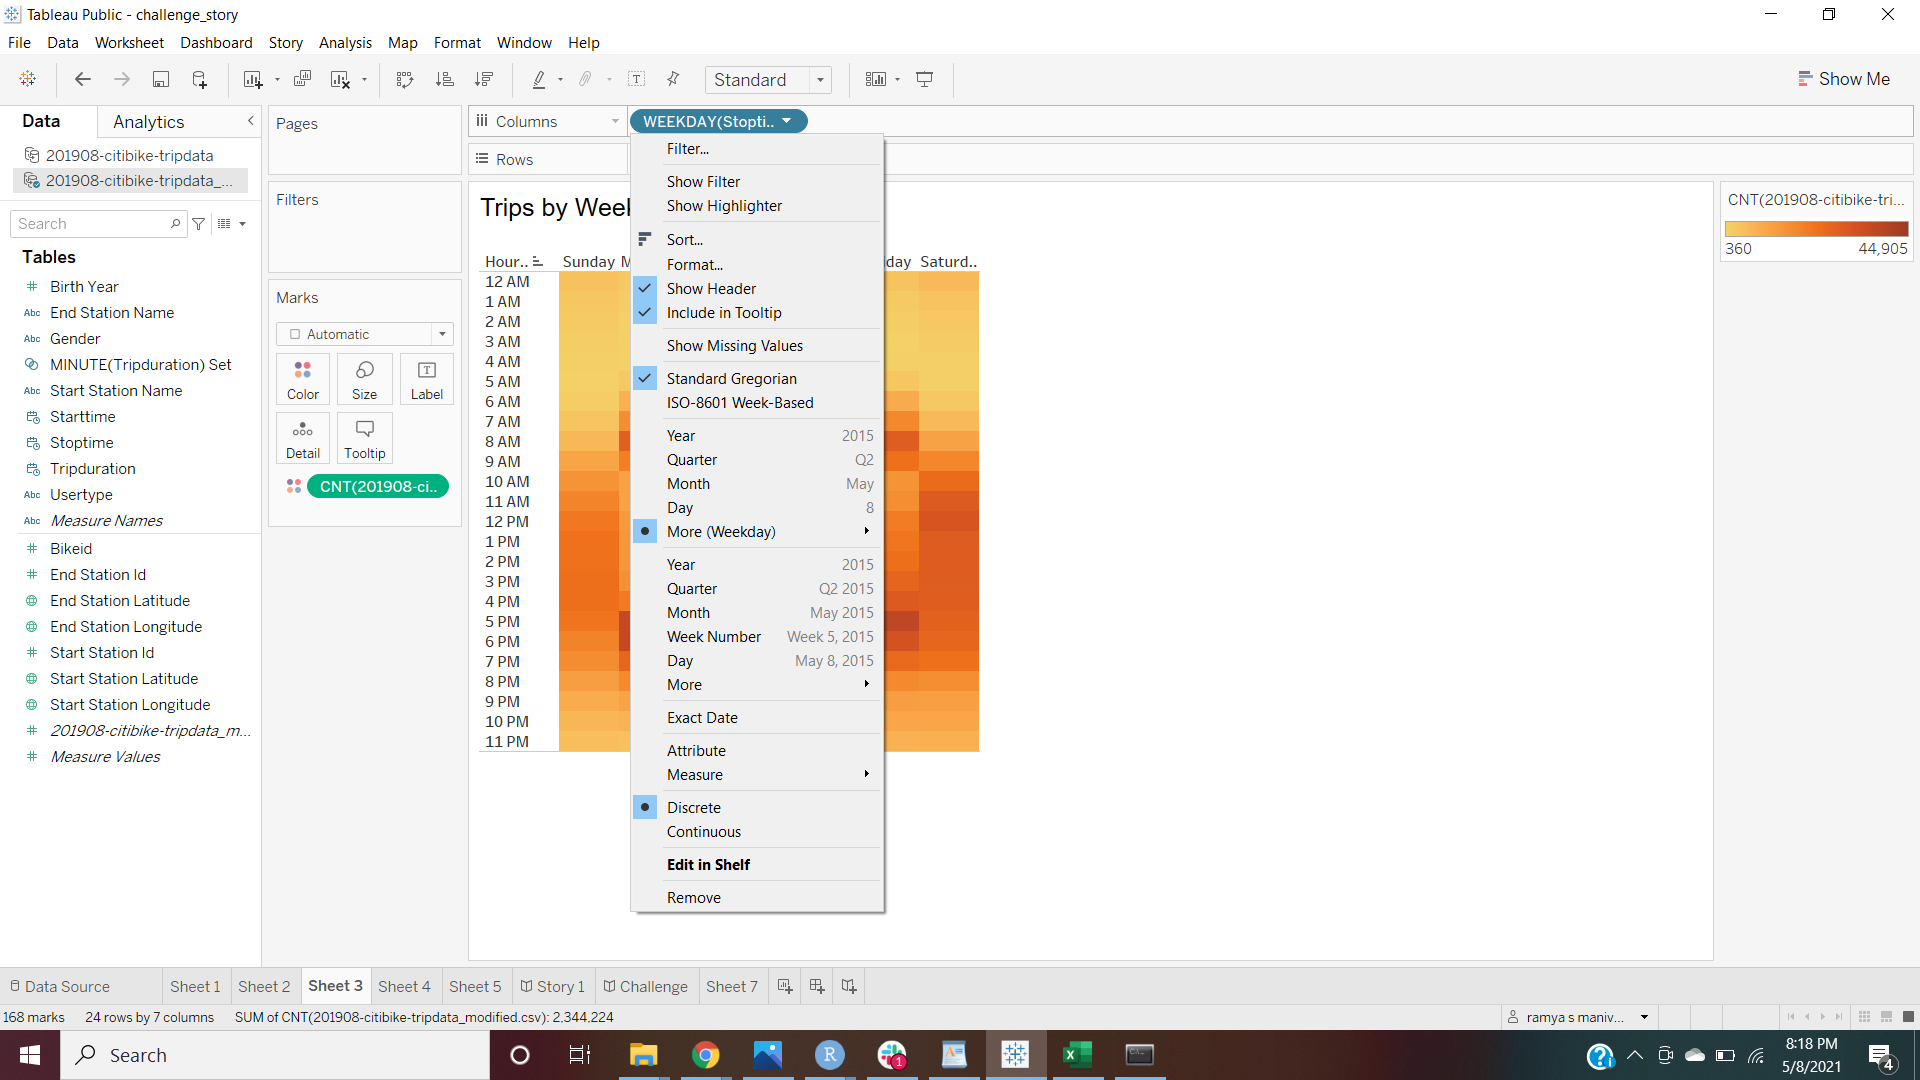 Tableau Public - challenge_story
File Data Worksheet Dashboard Story Analysis Map Format Window Help
Standard
Show Me
Data Analytics
201908-citibike-tripdata
201908-citibike-tripdata_...
Search
Tables
Birth Year
Abc End Station Name
Abc Gender
MINUTE(Tripduration) Set
Abc Start Station Name
Starttime
Stoptime
Tripduration
Abc Usertype
Abc Measure Names
Bikeid
End Station Id
End Station Latitude
End Station Longitude
Start Station Id
Start Station Latitude
Start Station Longitude
201908-citibike-tripdata_m...
Measure Values
Pages
Filters
Marks
Automatic
Color Size Label
Detail Tooltip
CNT(201908-ci..
Columns WEEKDAY(Stopti..
Rows
Trips by Week
Hour.. Sunday M day Saturd..
12 AM
1 AM
2 AM
3 AM
4 AM
5 AM
6 AM
7 AM
8 AM
9 AM
10 AM
11 AM
12 PM
1 PM
2 PM
3 PM
4 PM
5 PM
6 PM
7 PM
8 PM
9 PM
10 PM
11 PM
Filter...
Show Filter
Show Highlighter
Sort...
Format...
Show Header
Include in Tooltip
Show Missing Values
Standard Gregorian
ISO-8601 Week-Based
Year 2015
Quarter Q2
Month May
Day 8
More (Weekday)
Year 2015
Quarter Q2 2015
Month May 2015
Week Number Week 5, 2015
Day May 8, 2015
More
Exact Date
Attribute
Measure
Discrete
Continuous
Edit in Shelf
Remove
CNT(201908-citibike-tri...
360 44,905
Data Source Sheet 1 Sheet 2 Sheet 3 Sheet 4 Sheet 5 Story 1 Challenge Sheet 7
168 marks 24 rows by 7 columns SUM of CNT(201908-citibike-tripdata_modified.csv): 2,344,224
ramya s maniv...
Search
R
1
8:18 PM
5/8/2021
4